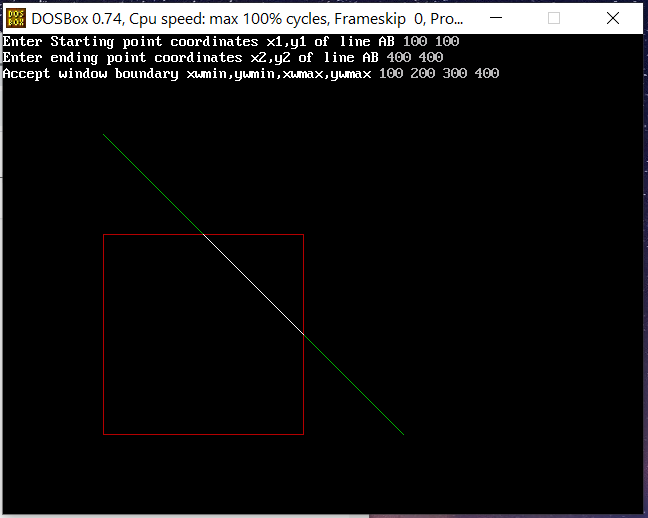 DOS BOX
DOSBox 0.74, Cpu speed: max 100% cycles, Frameskip 0, Pro...
Enter Starting point coordinates x1,y1 of line AB 100 100
Enter ending point coordinates x2,y2 of line AB 400 400
Accept window boundary xwmin,ywmin,xwmax,ywmax 100 200 300 400